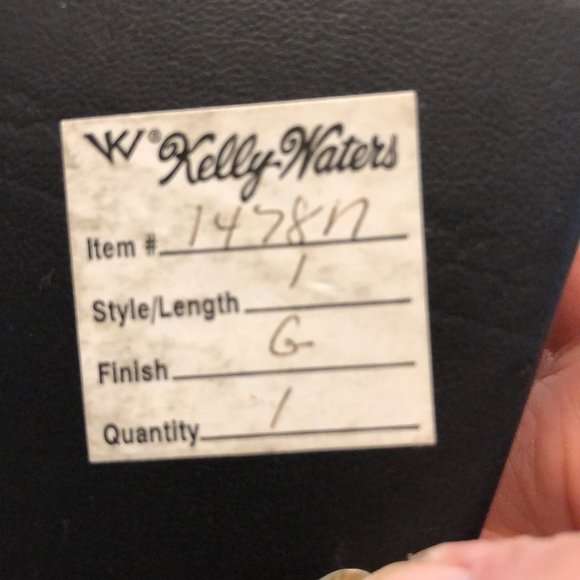 KW® Kelly-Waters
Item # 1478N
Style/Length 1
Finish G
Quantity 1